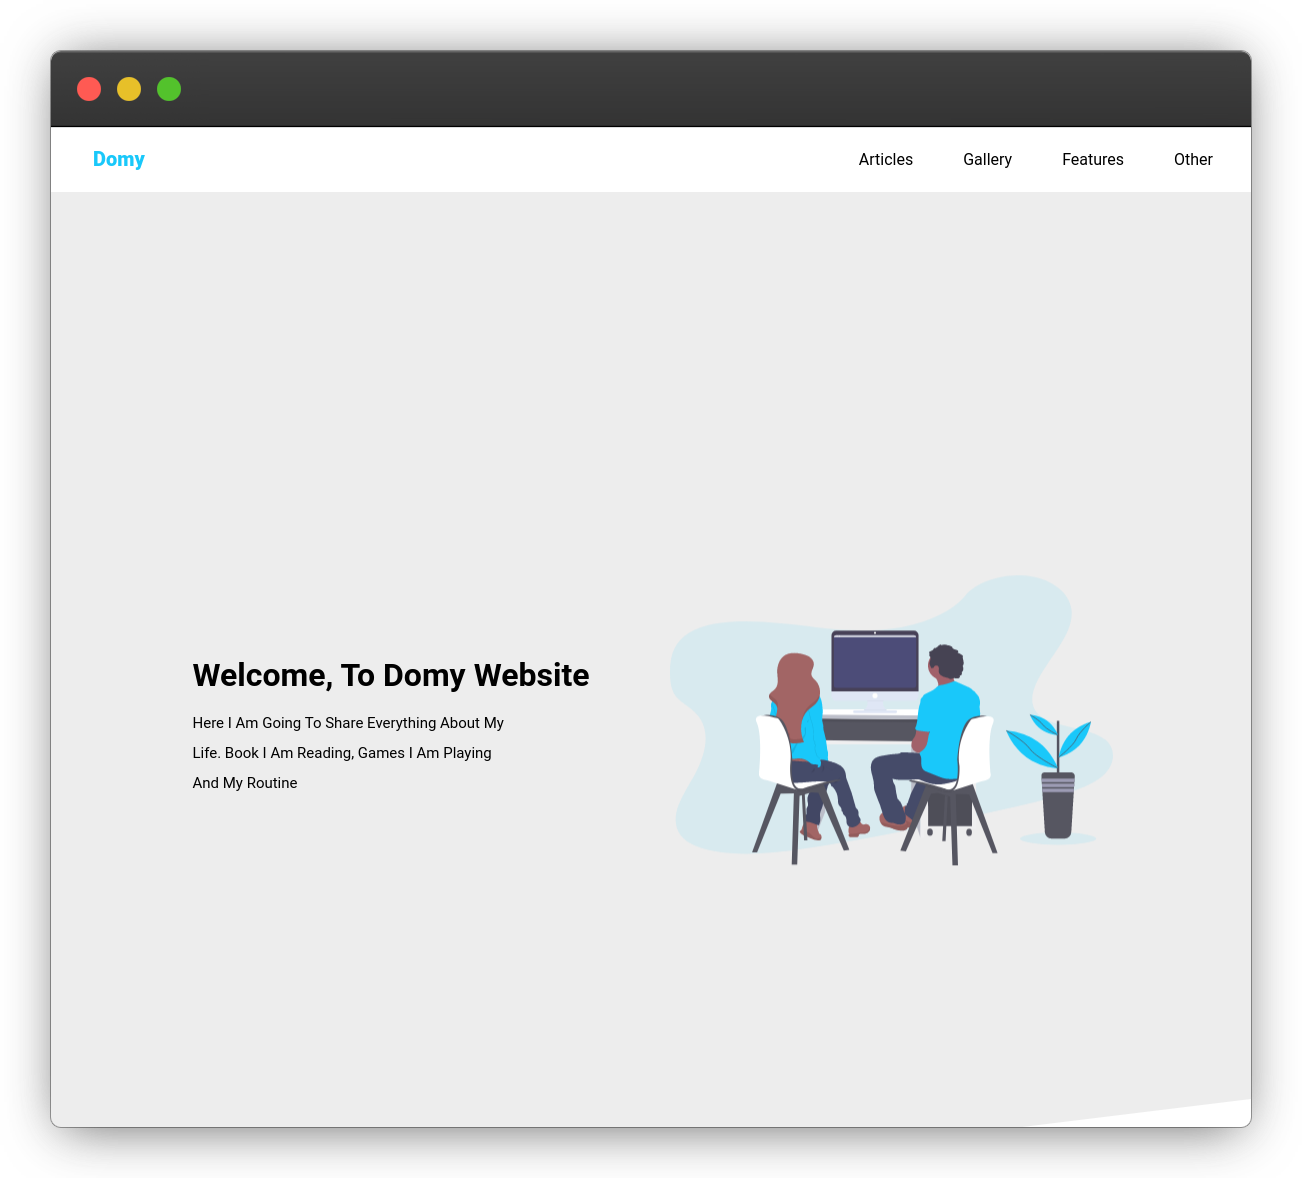 Domy
Articles Gallery Features Other
Welcome, To Domy Website
Here I Am Going To Share Everything About My
Life. Book I Am Reading, Games I Am Playing
And My Routine